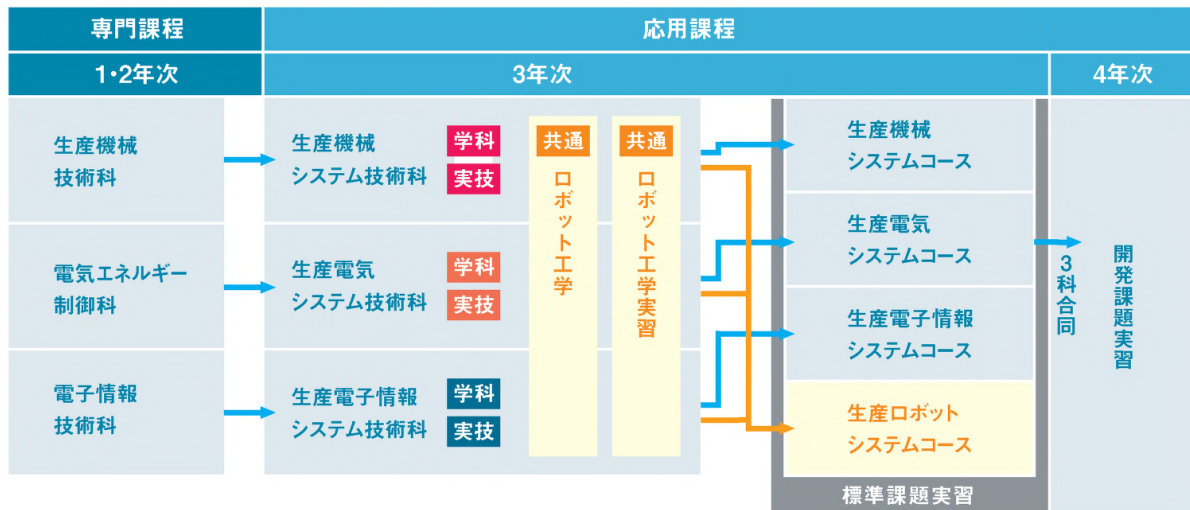 専門課程
応用課程
1・2年次
3年次
4年次
生産機械
技術科
電気エネルギー
制御科
電子情報
技術科
生産機械
システム技術科
学科
実技
生産電気
システム技術科
学科
実技
生産電子情報
システム技術科
学科
実技
共通
ロボット工学
共通
ロボット工学実習
生産機械
システムコース
生産電気
システムコース
生産電子情報
システムコース
生産ロボット
システムコース
標準課題実習
3科合同
開発課題実習